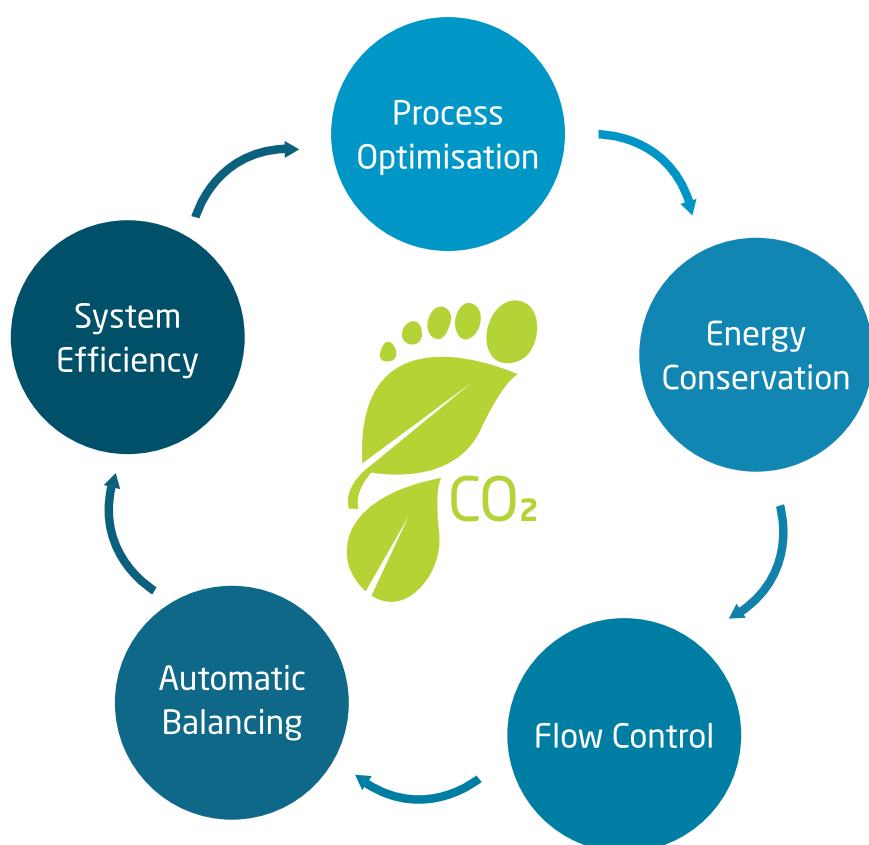 Process
Optimisation
Energy
Conservation
Flow Control
Automatic
Balancing
System
Efficiency
CO₂